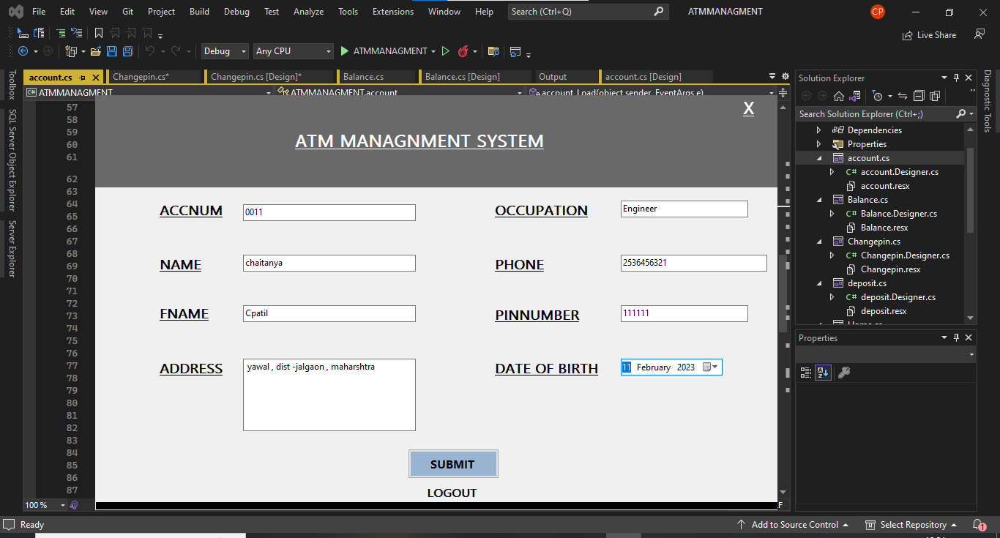 File Edit View Git Project Build Debug Test Analyze Tools Extensions Window Help Search (Ctrl+Q) ATMMANAGMENT CP
Live Share
Debug Any CPU ATMMANAGMENT
account.cs Changepin.cs* Changepin.cs [Design]* Balance.cs Balance.cs [Design] Output account.cs [Design]
ATMMANAGMENT ATMMANAGMENT.account account_Load(object sender, EventArgs e)
Toolbox
SQL Server Object Explorer
Server Explorer
57
58
59
60
61
62
63
64
65
66
67
68
69
70
71
72
73
74
75
76
77
78
79
80
81
82
83
84
85
86
87
X
ATM MANAGNMENT SYSTEM
ACCNUM 0011 OCCUPATION Engineer
NAME chaitanya PHONE 2536456321
FNAME Cpatil PINNUMBER 111111
ADDRESS yawal , dist -jalgaon , maharshtra DATE OF BIRTH 11 February 2023
SUBMIT
LOGOUT
100 %
Solution Explorer
Search Solution Explorer (Ctrl+;)
Dependencies
Properties
account.cs
C# account.Designer.cs
account.resx
Balance.cs
C# Balance.Designer.cs
Balance.resx
Changepin.cs
C# Changepin.Designer.cs
Changepin.resx
deposit.cs
C# deposit.Designer.cs
deposit.resx
Home.cs
Properties
Diagnostic Tools
Ready Add to Source Control Select Repository 1